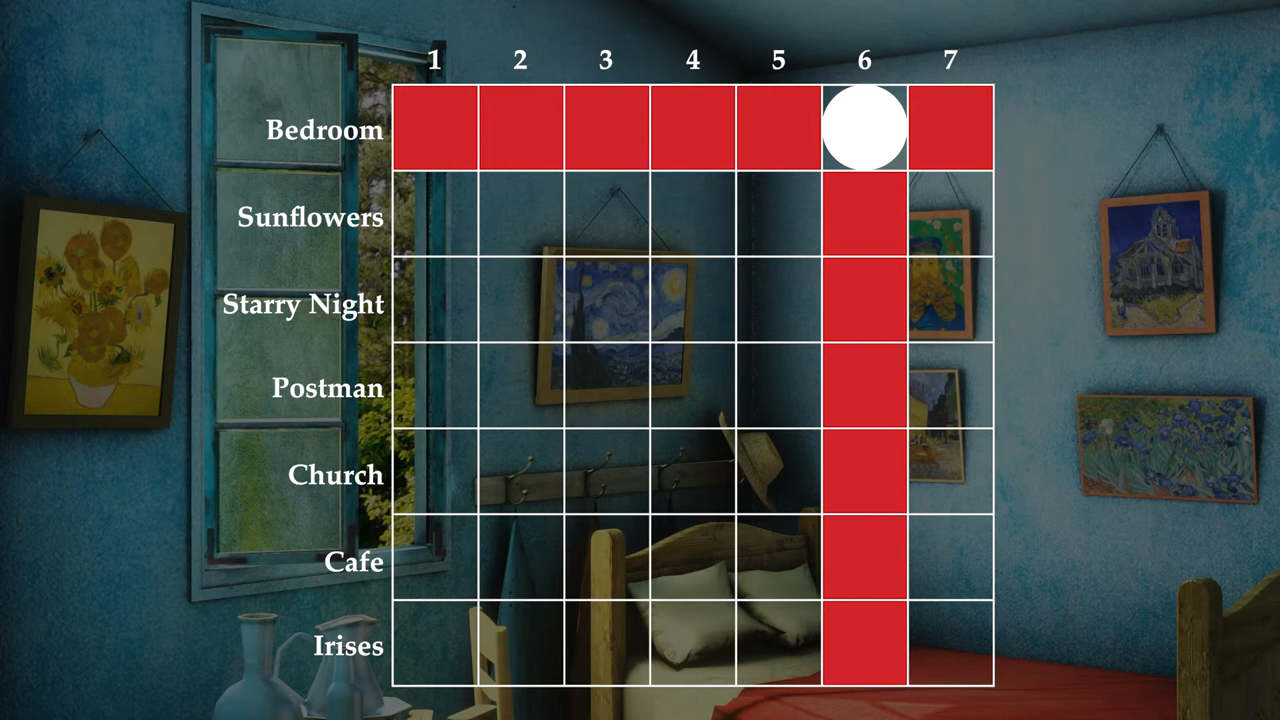 1 2 3 4 5 6 7
Bedroom
Sunflowers
Starry Night
Postman
Church
Cafe
Irises